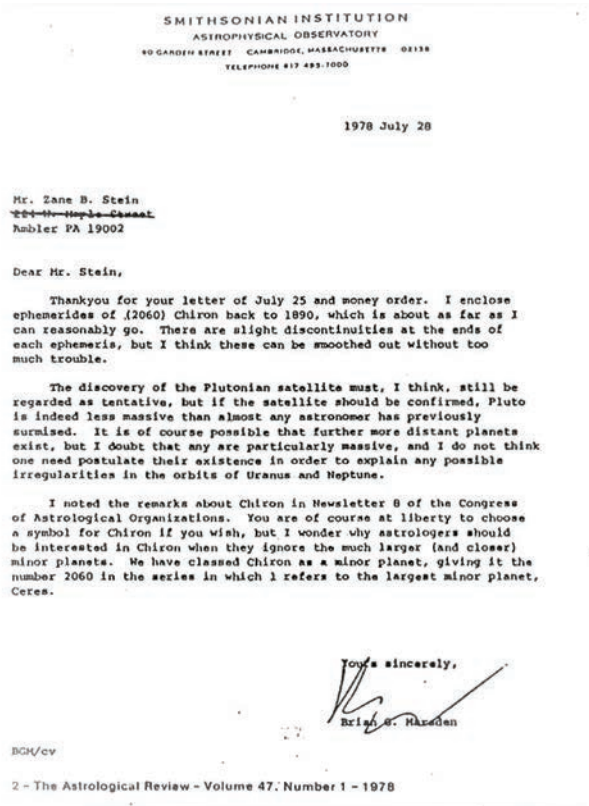 SMITHSONIAN INSTITUTION
ASTROPHYSICAL OBSERVATORY
60 GARDEN STREET CAMBRIDGE, MASSACHUSETTS 02138
TELEPHONE 617 495-7000
1978 July 28
Mr. Zane B. Stein
Ambler PA 19002
Dear Mr. Stein,
Thankyou for your letter of July 25 and money order. I enclose
ephemerides of (2060) Chiron back to 1890, which is about as far as I
can reasonably go. There are slight discontinuities at the ends of
each ephemeris, but I think these can be smoothed out without too
much trouble.
The discovery of the Plutonian satellite must, I think, still be
regarded as tentative, but if the satellite should be confirmed, Pluto
is indeed less massive than almost any astronomer has previously
surmised. It is of course possible that further more distant planets
exist, but I doubt that any are particularly massive, and I do not think
one need postulate their existence in order to explain any possible
irregularities in the orbits of Uranus and Neptune.
I noted the remarks about Chiron in Newsletter 8 of the Congress
of Astrological Organizations. You are of course at liberty to choose
a symbol for Chiron if you wish, but I wonder why astrologers should
be interested in Chiron when they ignore the much larger (and closer)
minor planets. We have classed Chiron as a minor planet, giving it the
number 2060 in the series in which 1 refers to the largest minor planet,
Ceres.
Yours sincerely,
Brian G. Marsden
BGM/cv
2 - The Astrological Review - Volume 47. Number 1 - 1978